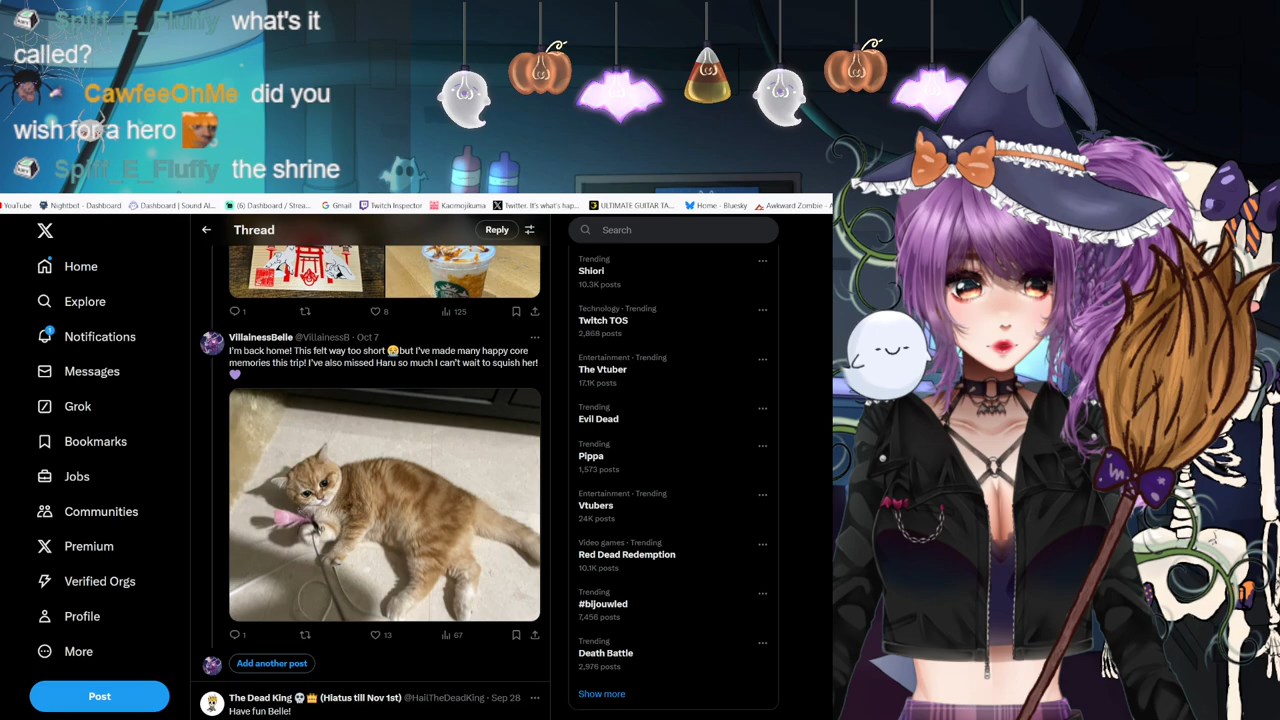 Spiff_E_Fluffy what's it
called?
CawfeeOnMe did you
wish for a hero
Spiff_E_Fluffy the shrine
YouTube
Nightbot - Dashboard
Dashboard | Sound Al...
(6) Dashboard / Strea...
Gmail
Twitch Inspector
Kaomojikuma
Twitter. It's what's hap...
ULTIMATE GUITAR TA...
Home - Bluesky
Awkward Zombie - A
Home
Explore
1
Notifications
Messages
Grok
Bookmarks
Jobs
Communities
Premium
Verified Orgs
Profile
More
Post
Thread
Reply
1 8 125
VillainessBelle @VillainessB · Oct 7
I'm back home! This felt way too short 😭but I've made many happy core
memories this trip! I've also missed Haru so much I can't wait to squish her!
💜
1 13 67
Add another post
The Dead King 💀👑 (Hiatus till Nov 1st) @HailTheDeadKing · Sep 28
Have fun Belle!
Search
Trending
Shiori
10.3K posts
Technology · Trending
Twitch TOS
2,868 posts
Entertainment · Trending
The Vtuber
17.1K posts
Trending
Evil Dead
Trending
Pippa
1,573 posts
Entertainment · Trending
Vtubers
24K posts
Video games · Trending
Red Dead Redemption
10.1K posts
Trending
#bijouwled
7,456 posts
Trending
Death Battle
2,976 posts
Show more